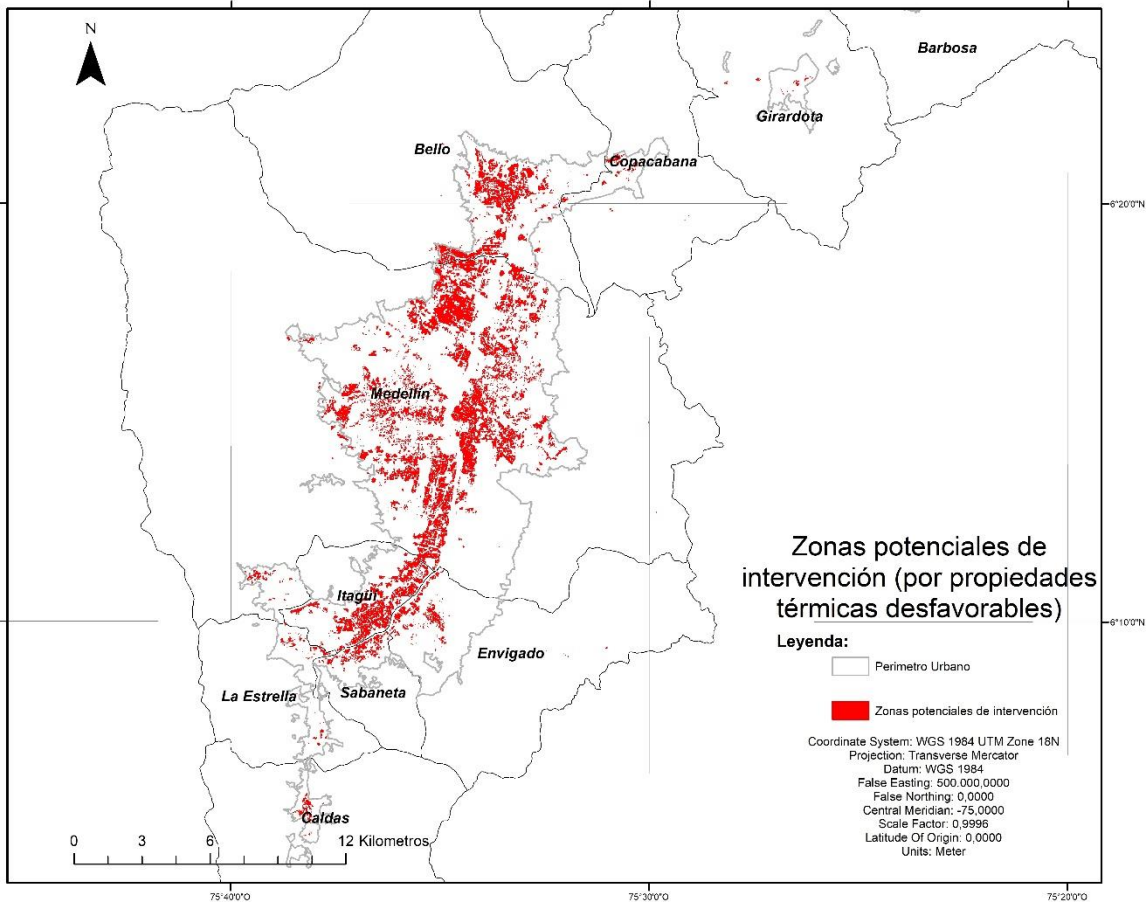 N
Barbosa
Girardota
Bello
Copacabana
6°20'0"N
Medellín
Zonas potenciales de
intervención (por propiedades
térmicas desfavorables)
Itagüí
6°10'0"N
Leyenda:
Envigado
Perimetro Urbano
La Estrella
Sabaneta
Zonas potenciales de intervención
Coordinate System: WGS 1984 UTM Zone 18N
Projection: Transverse Mercator
Datum: WGS 1984
False Easting: 500.000,0000
False Northing: 0,0000
Central Meridian: -75,0000
Scale Factor: 0,9996
Latitude Of Origin: 0,0000
Units: Meter
Caldas
0 3 6 12 Kilometros
75°40'0"O 75°30'0"O 75°20'0"O